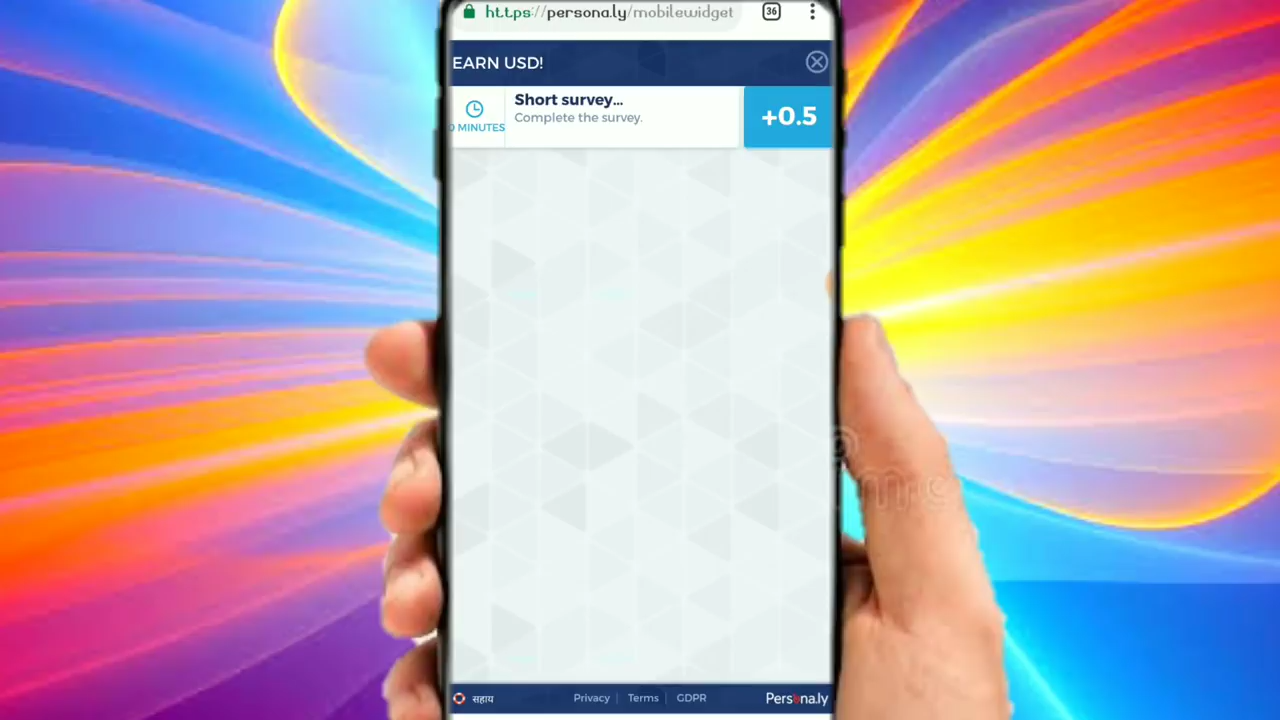 https://persona.ly/mobilewidget
36
EARN USD!
Short survey...
Complete the survey.
MINUTES
+0.5
सहाय
Privacy
Terms
GDPR
Persona.ly